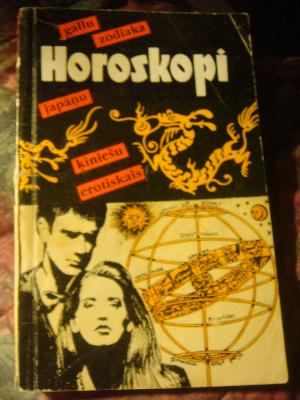 gallu
zodiaka
Horoskopi
japāņu
ķīniešu
erotiskais